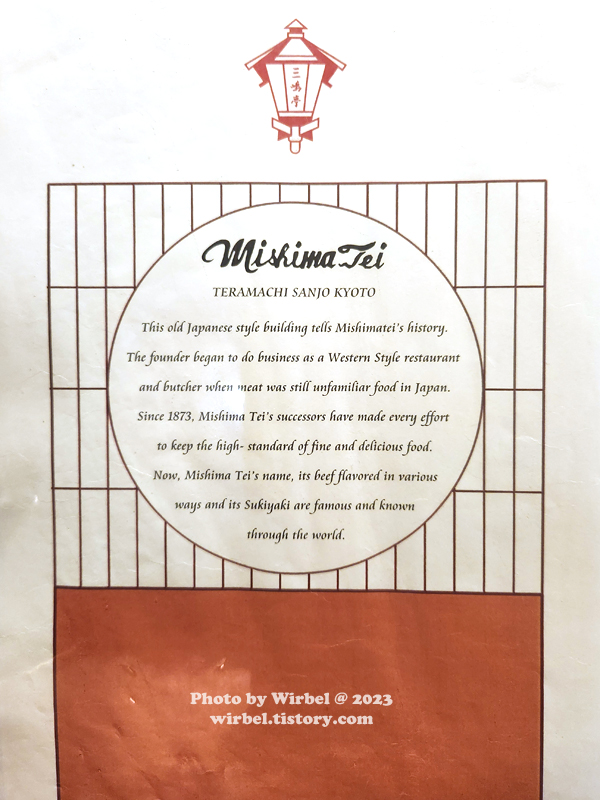 三
嶋
亭
Mishima Tei
TERAMACHI SANJO KYOTO
This old Japanese style building tells Mishimatei's history.
The founder began to do business as a Western Style restaurant
and butcher when meat was still unfamiliar food in Japan.
Since 1873, Mishima Tei's successors have made every effort
to keep the high- standard of fine and delicious food.
Now, Mishima Tei's name, its beef flavored in various
ways and its Sukiyaki are famous and known
through the world.
Photo by Wirbel @ 2023
wirbel.tistory.com